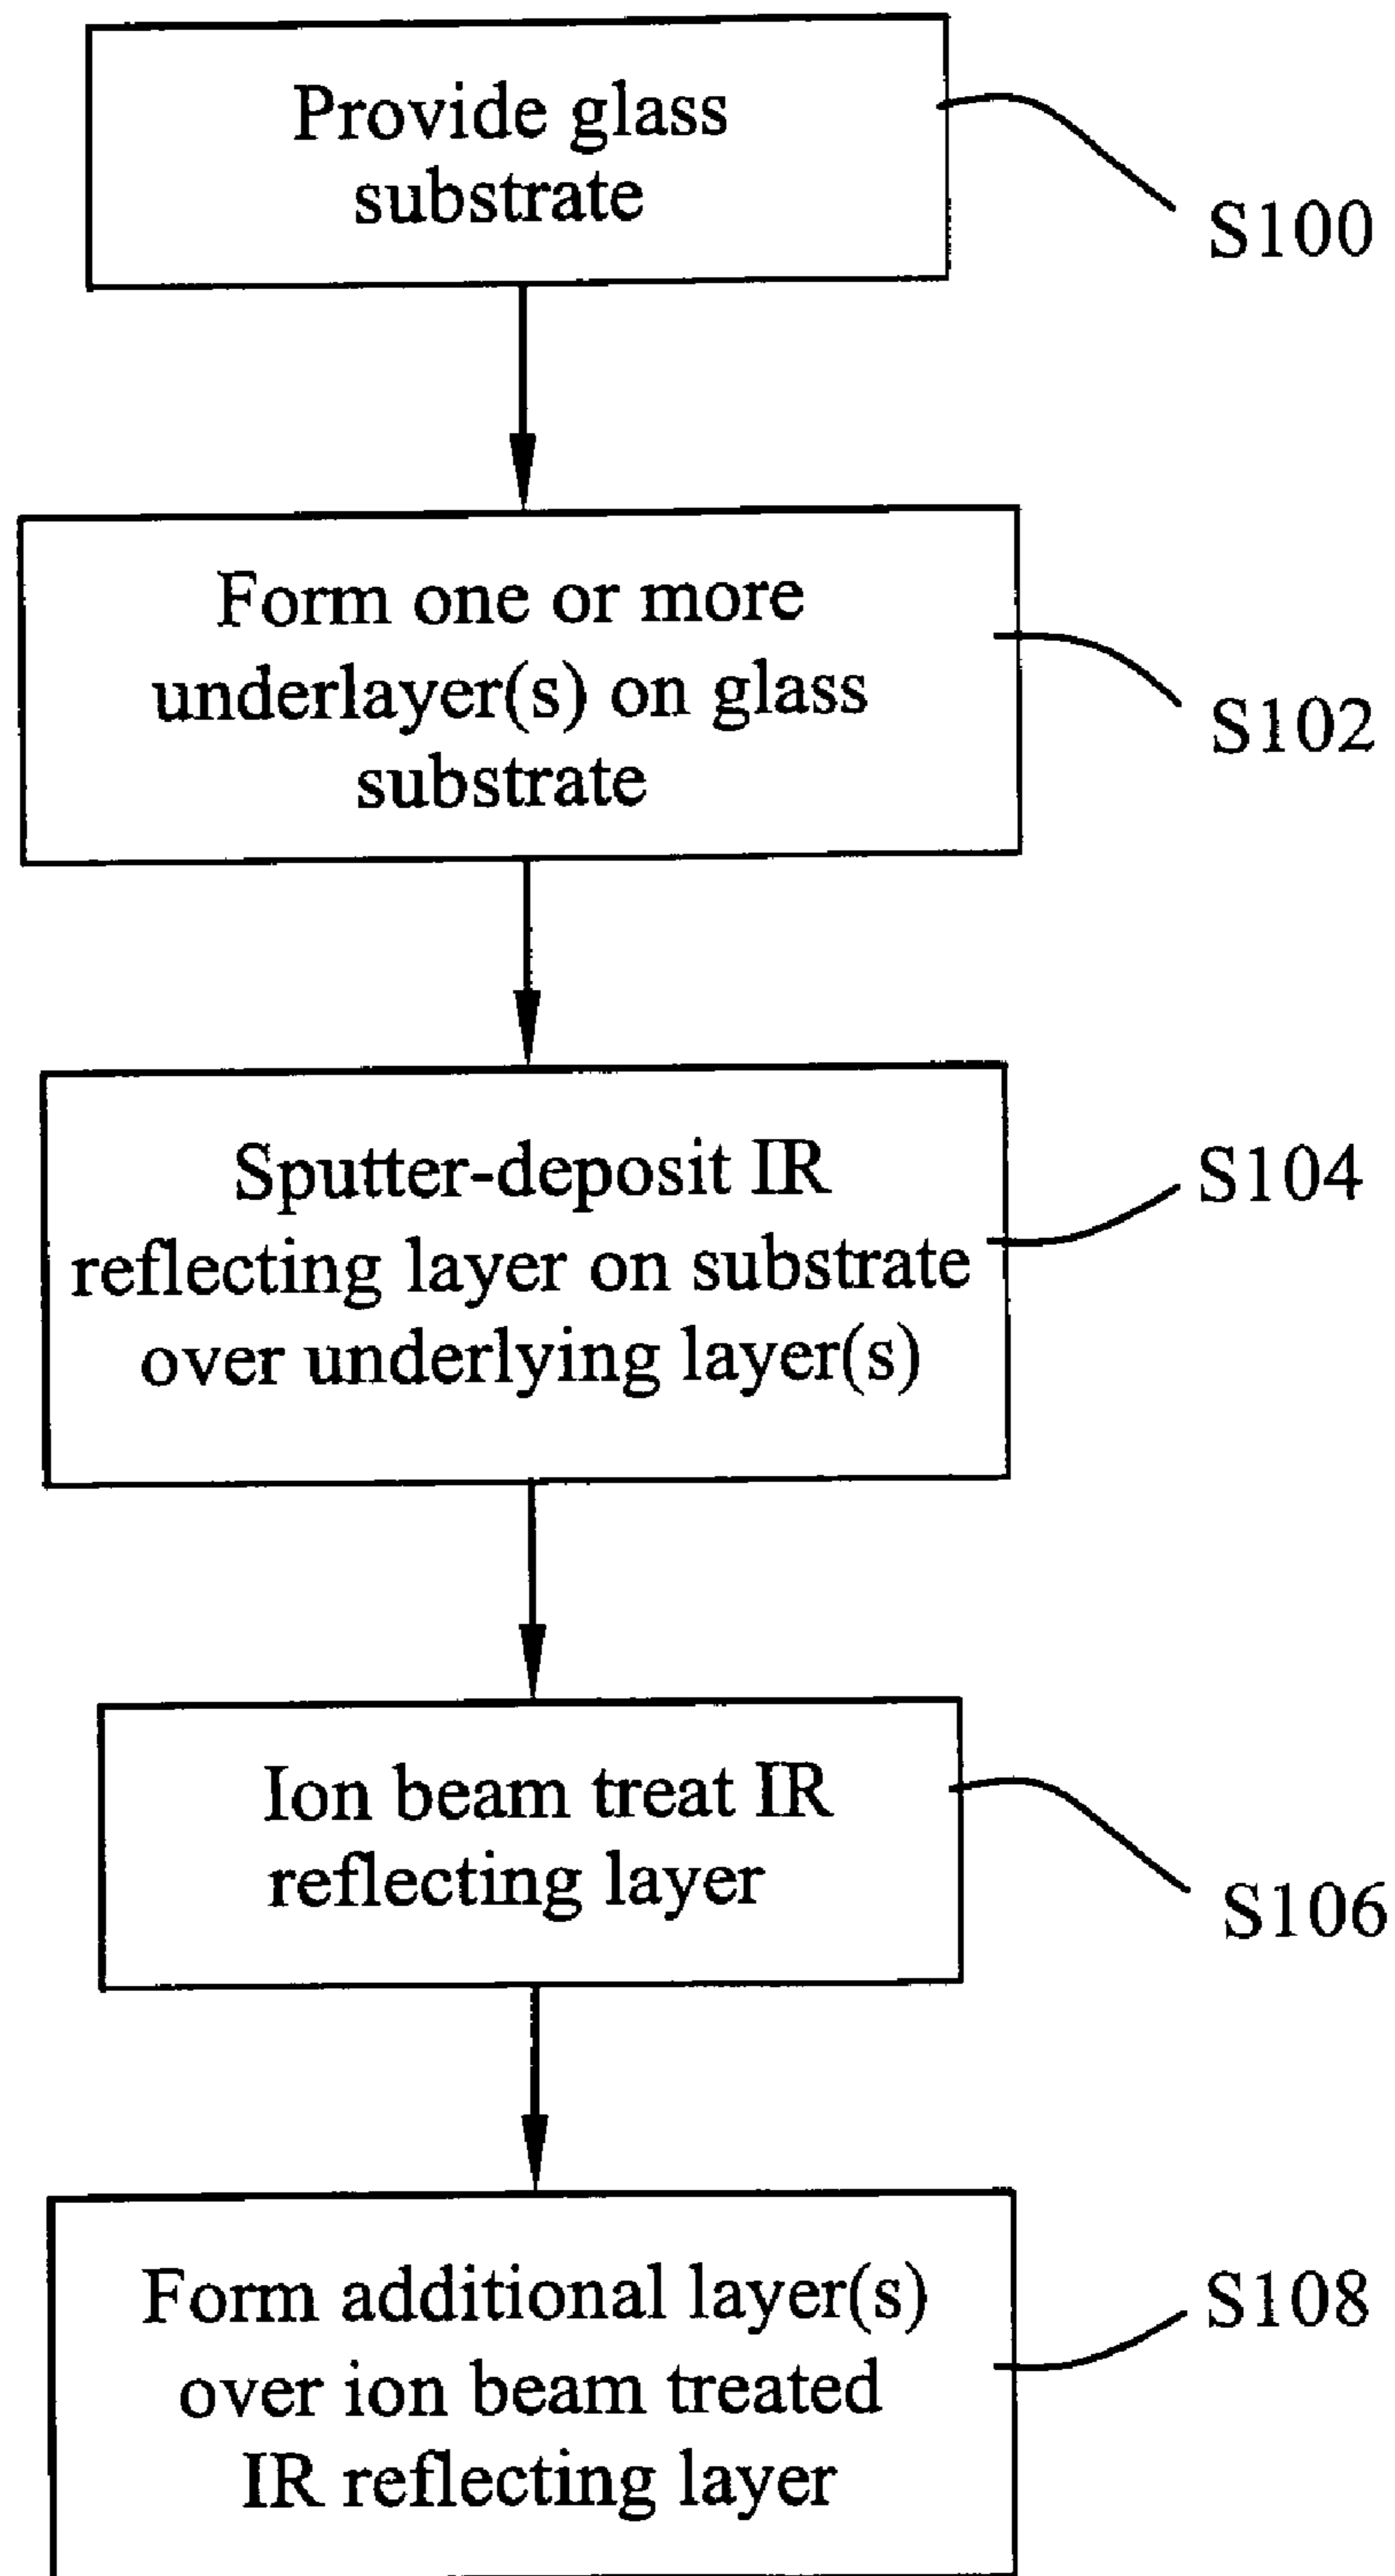 Provide glass
substrate
S100
Form one or more
underlayer(s) on glass
substrate
S102
Sputter-deposit IR
reflecting layer on substrate
over underlying layer(s)
S104
Ion beam treat IR
reflecting layer
S106
Form additional layer(s)
over ion beam treated
IR reflecting layer
S108